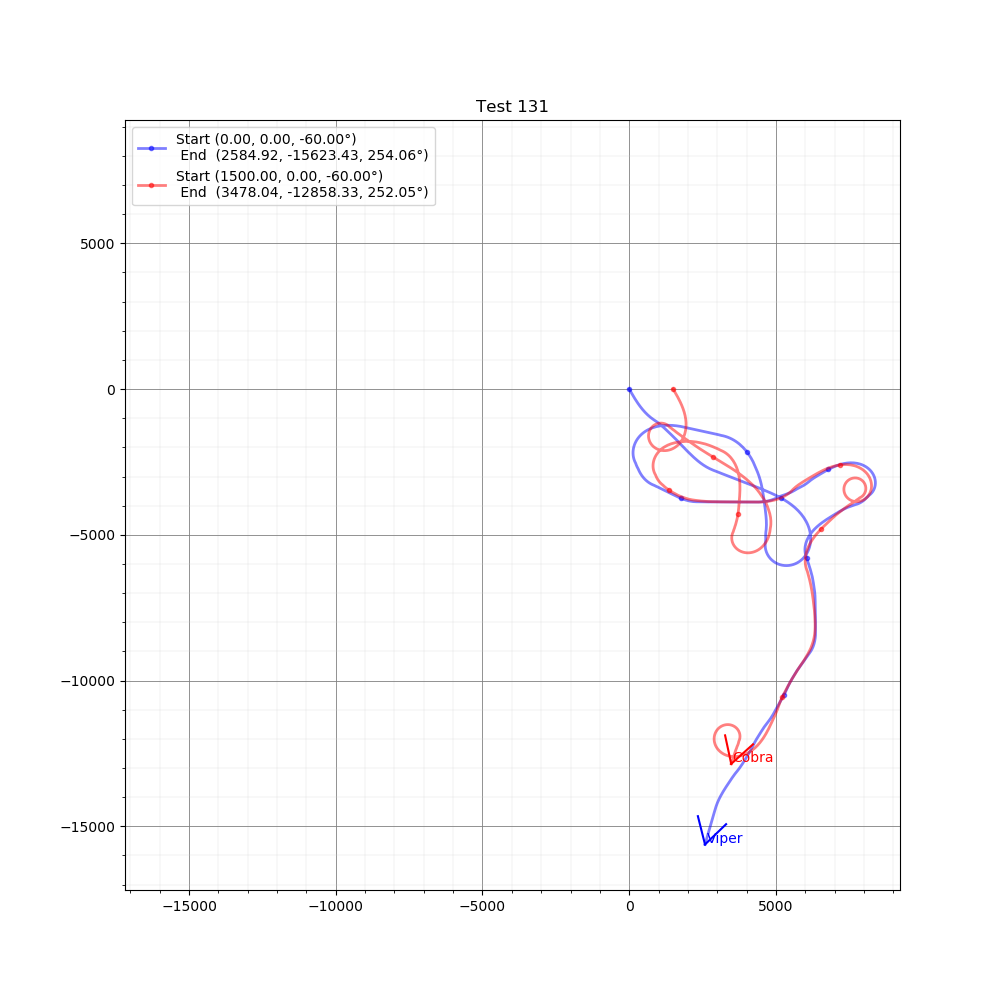 Test 131
Start (0.00, 0.00, -60.00°)
End (2584.92, -15623.43, 254.06°)
Start (1500.00, 0.00, -60.00°)
End (3478.04, -12858.33, 252.05°)
5000
0
−5000
−10000
−15000
Cobra
Viper
−15000
−10000
−5000
0
5000